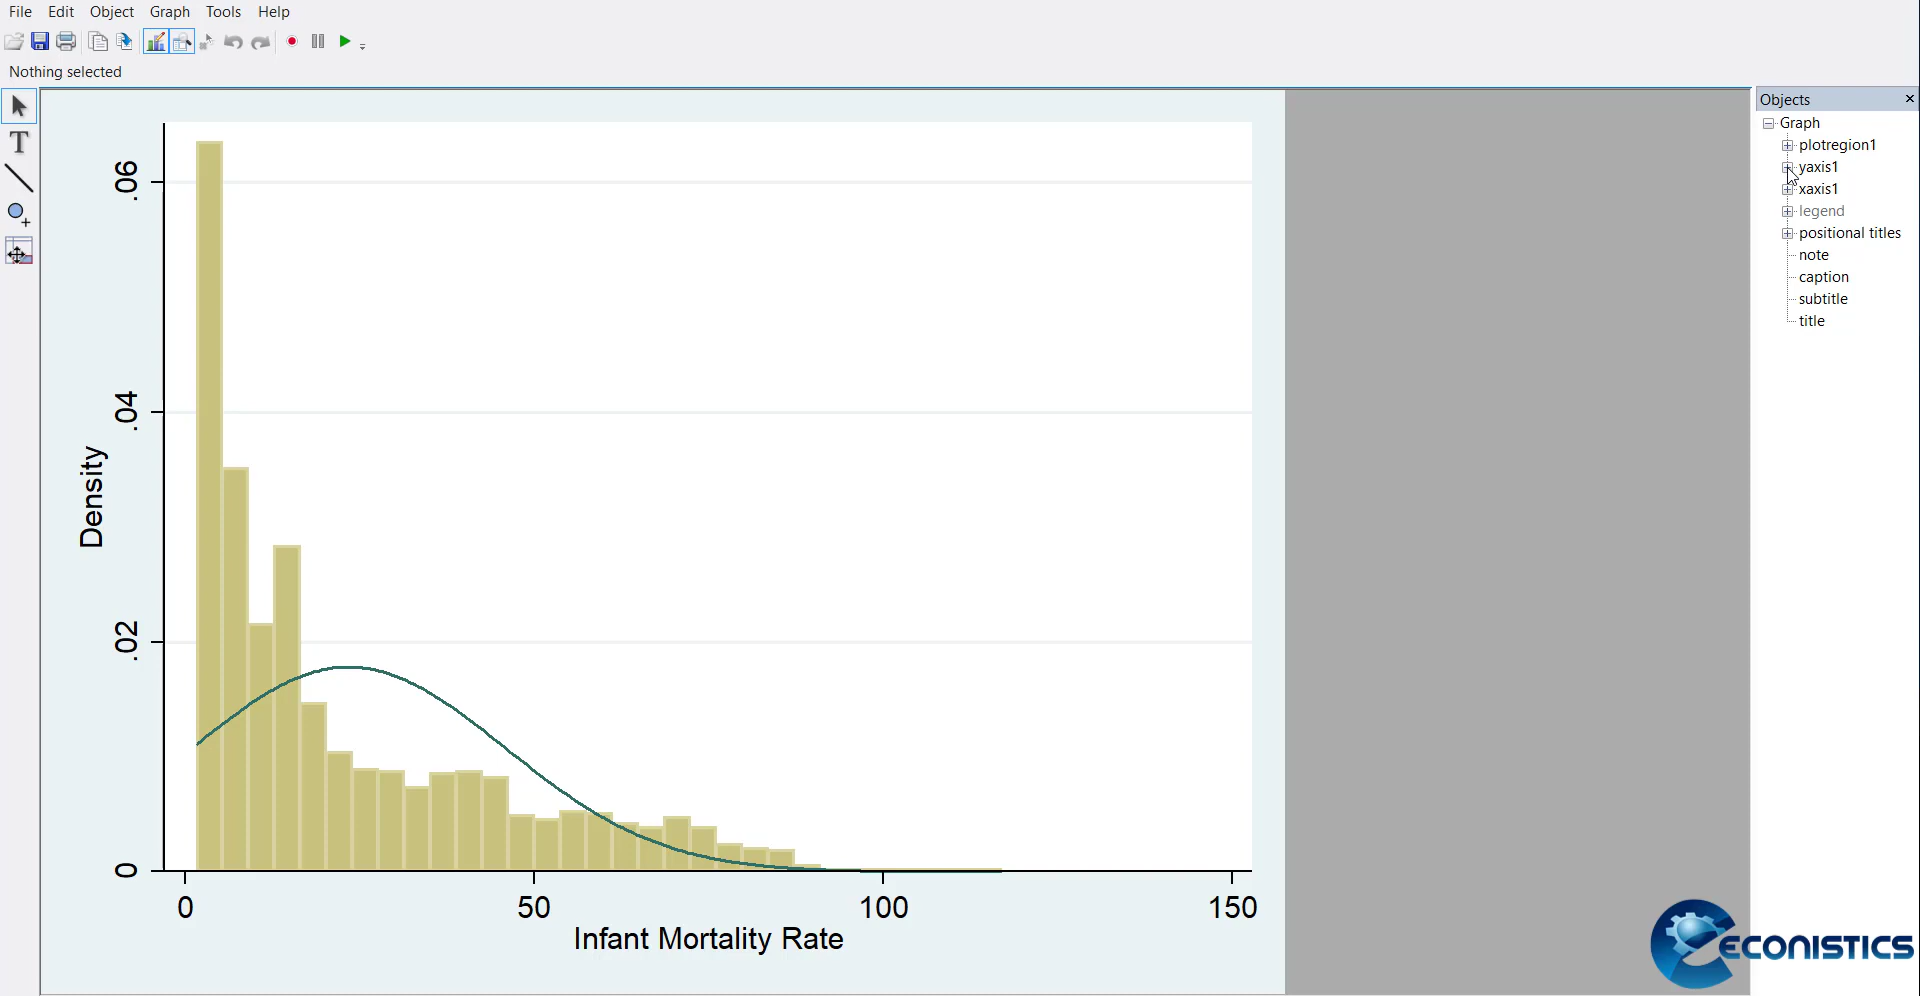 File Edit Object Graph Tools Help
Nothing selected
T
Objects
Graph
plotregion1
yaxis1
xaxis1
legend
positional titles
note
caption
subtitle
title
.06
.04
.02
0
Density
0 50 100 150
Infant Mortality Rate
ECONISTICS